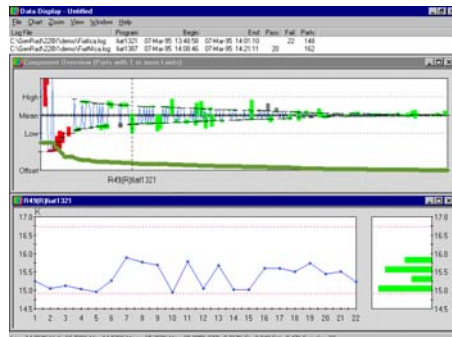 Data Display - Untitled
File Chart Zoom View Window Help
Log File Program Begin End Pass Fail Parts
07-Mar-95 13:48:58 07-Mar-95 14:01:10 22 148
07-Mar-95 14:08:46 07-Mar-95 14:21:11 20 162
Component Overview (Parts with 1 or more Limits)
High
Mean
Low
Offset
R49(R)fiat1321
R49(R)fiat1321
K
17.0
16.5
16.0
15.5
15.0
14.5
17.0
16.5
16.0
15.5
15.0
14.5
1 2 3 4 5 6 7 8 9 10 11 12 13 14 15 16 17 18 19 20 21 22